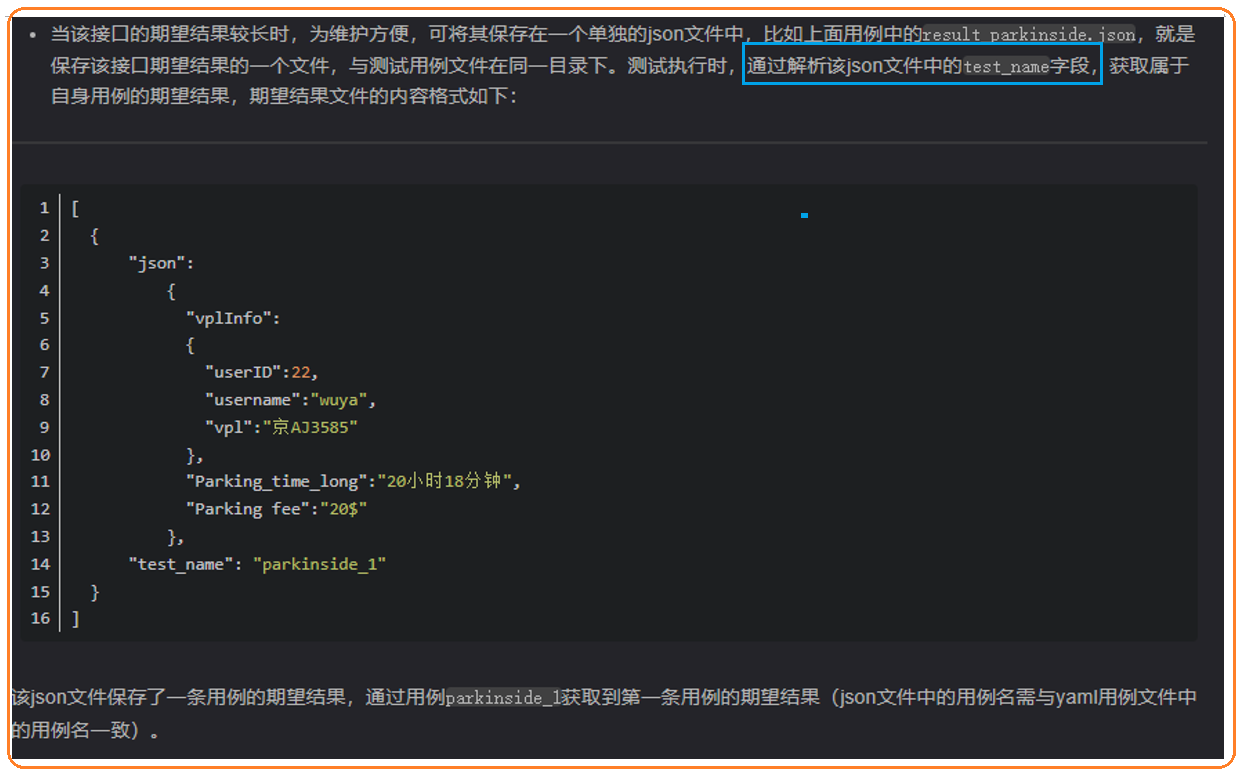 • 当该接口的期望结果较长时，为维护方便，可将其保存在一个单独的json文件中，比如上面用例中的result_parkinside.json，就是
保存该接口期望结果的一个文件，与测试用例文件在同一目录下。测试执行时，通过解析该json文件中的test_name字段，获取属于
自身用例的期望结果，期望结果文件的内容格式如下：
1 [
2 {
3 "json":
4 {
5 "vplInfo":
6 {
7 "userID":22,
8 "username":"wuya",
9 "vpl":"京AJ3585"
10 },
11 "Parking_time_long":"20小时18分钟",
12 "Parking fee":"20$"
13 },
14 "test_name": "parkinside_1"
15 }
16 ]
该json文件保存了一条用例的期望结果，通过用例parkinside_1获取到第一条用例的期望结果（json文件中的用例名需与yaml用例文件中
的用例名一致）。